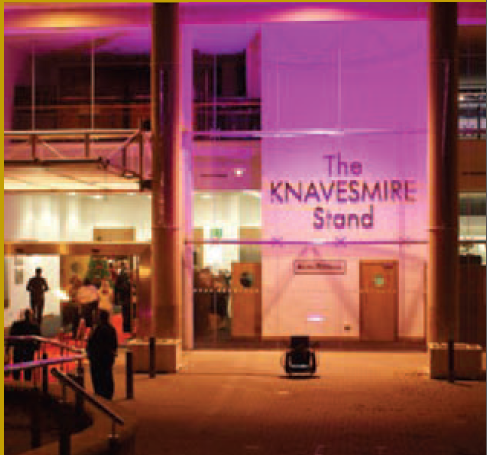 The
KNAVESMIRE
Stand